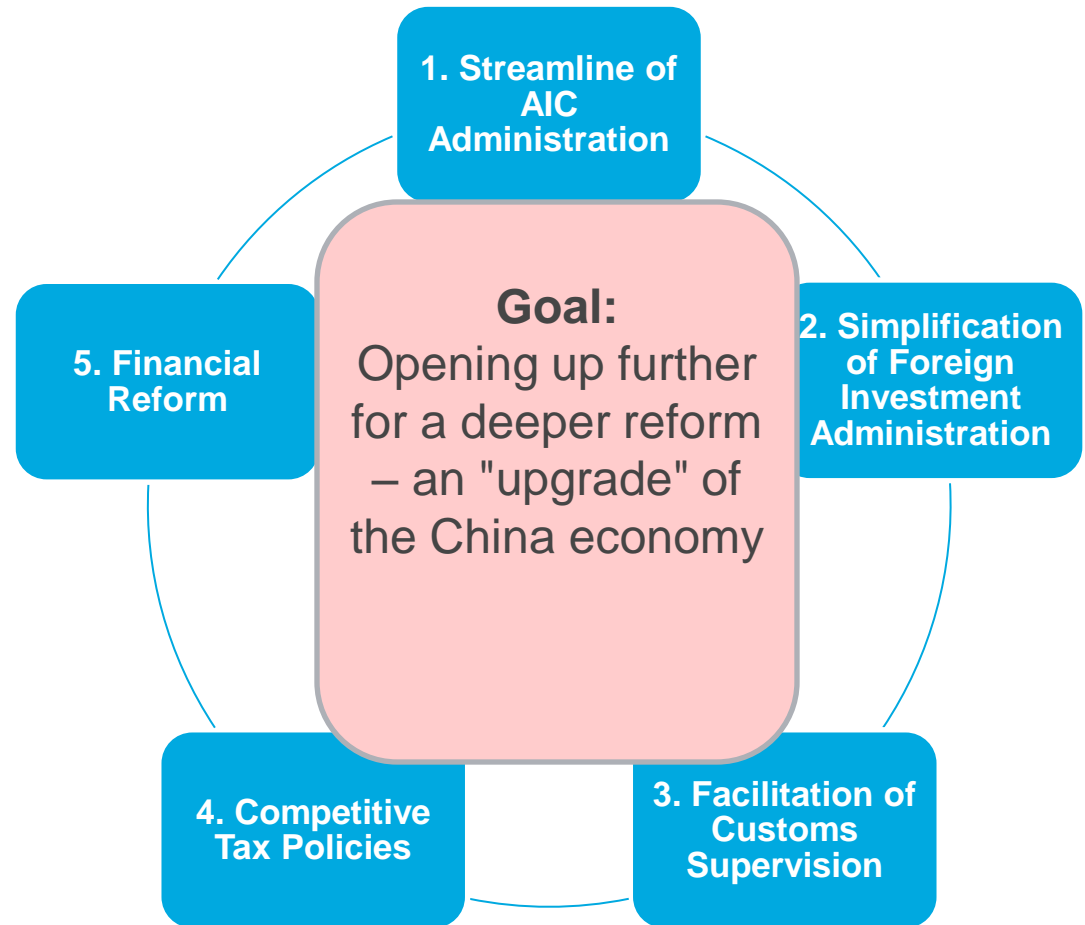 1. Streamline of
AIC
Administration
Goal:
Opening up further
for a deeper reform
– an "upgrade" of
the China economy
2. Simplification
of Foreign
Investment
Administration
3. Facilitation of
Customs
Supervision
4. Competitive
Tax Policies
5. Financial
Reform